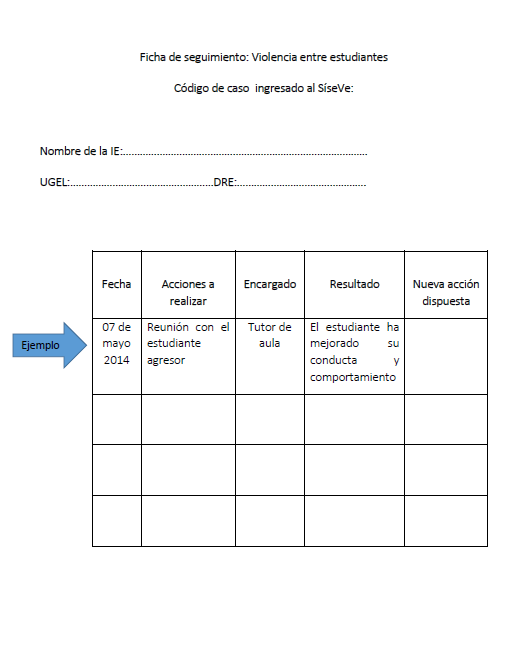 Ficha de seguimiento: Violencia entre estudiantes
Código de caso ingresado al SíseVe:
Nombre de la IE:.......................................................................................
UGEL:...................................................DRE:..............................................
Fecha
Acciones a
realizar
Encargado
Resultado
Nueva acción
dispuesta
Ejemplo
07 de
mayo
2014
Reunión con el
estudiante
agresor
Tutor de
aula
El estudiante ha
mejorado su
conducta y
comportamiento